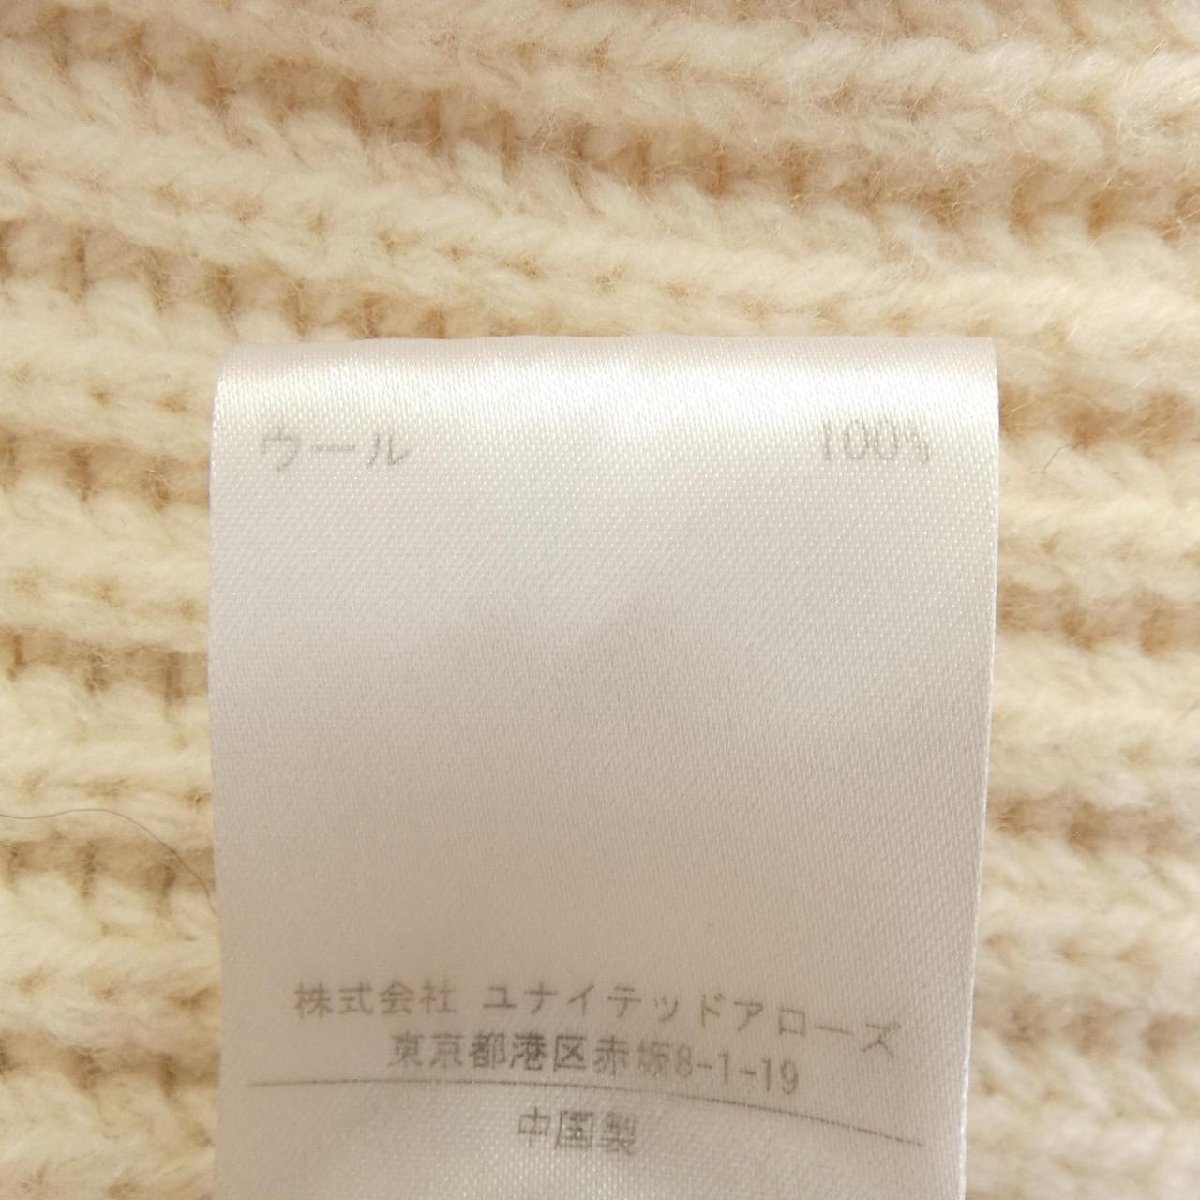 ウール 100%
株式会社 ユナイテッドアローズ
東京都港区赤坂8-1-19
中国製